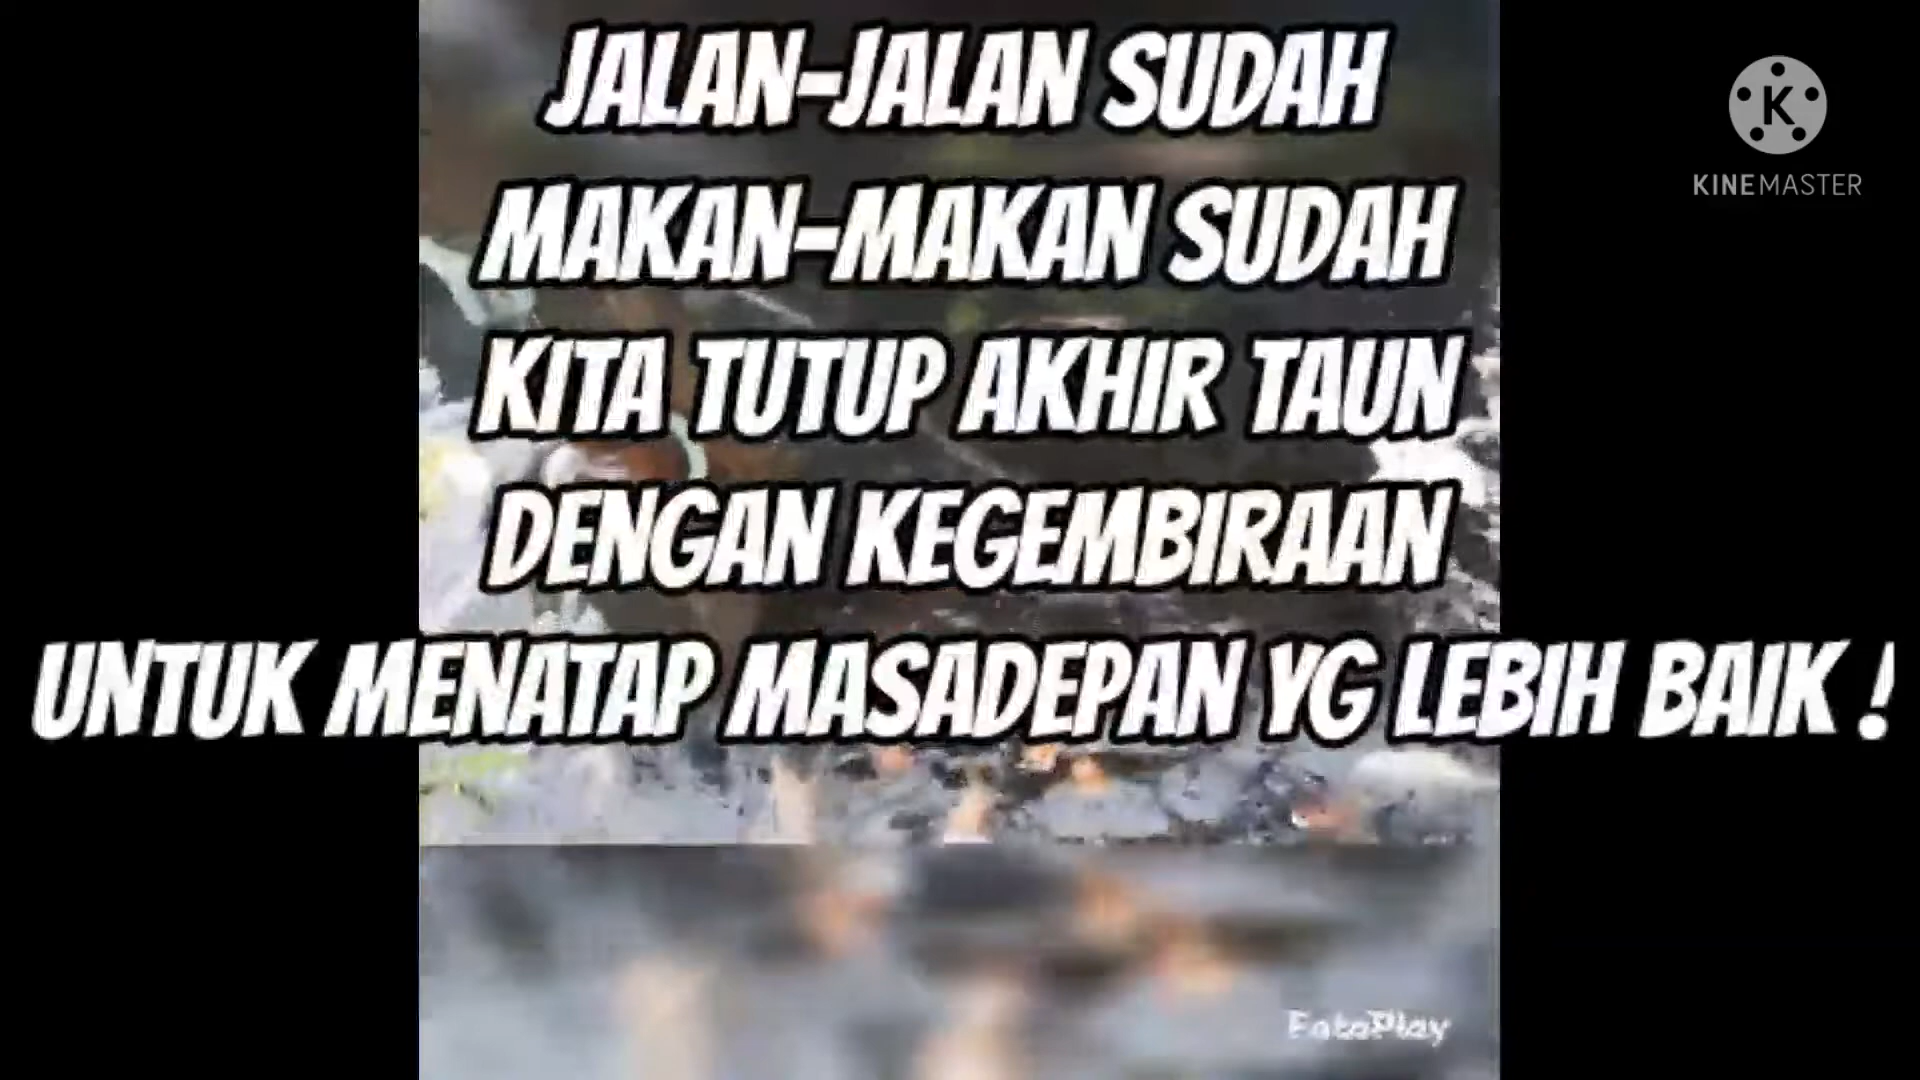 JALAN-JALAN SUDAH
MAKAN-MAKAN SUDAH
KITA TUTUP AKHIR TAUN
DENGAN KEGEMBIRAAN
UNTUK MENATAP MASADEPAN YG LEBIH BAIK !
K
KINEMASTER
FotoPlay